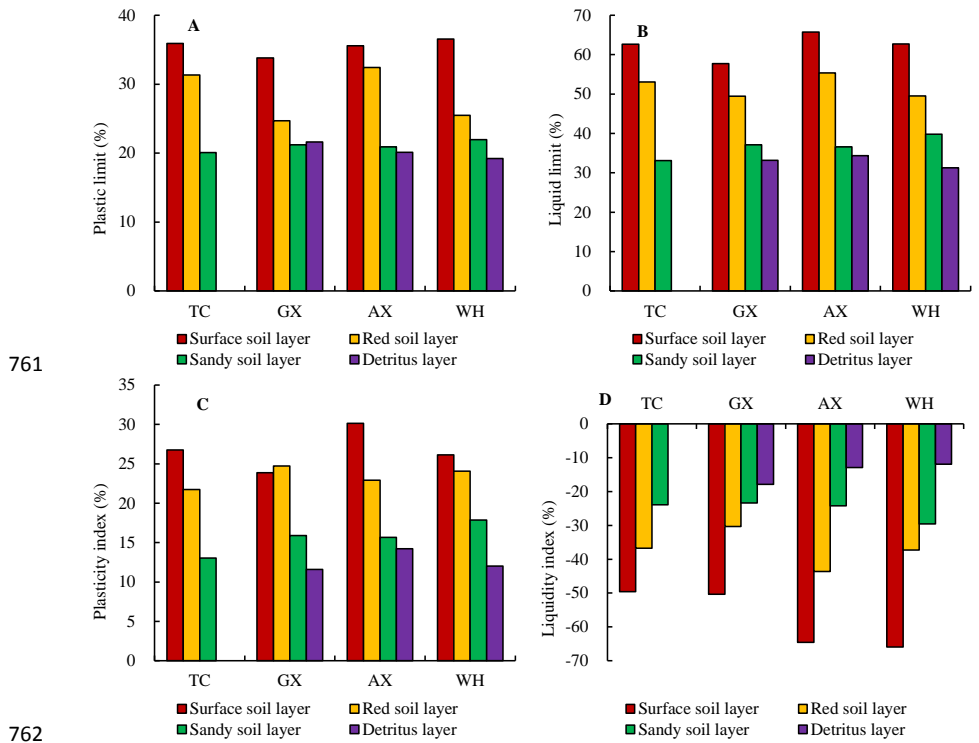 A
Plastic limit (%)
40
30
20
10
0
TC GX AX WH
Surface soil layer Red soil layer
Sandy soil layer Detritus layer
B
Liquid limit (%)
70
60
50
40
30
20
10
0
TC GX AX WH
Surface soil layer Red soil layer
Sandy soil layer Detritus layer
761
C
Plasticity index (%)
35
30
25
20
15
10
5
0
TC GX AX WH
Surface soil layer Red soil layer
Sandy soil layer Detritus layer
D
TC GX AX WH
Liquidity index (%)
0
-10
-20
-30
-40
-50
-60
-70
Surface soil layer Red soil layer
Sandy soil layer Detritus layer
762